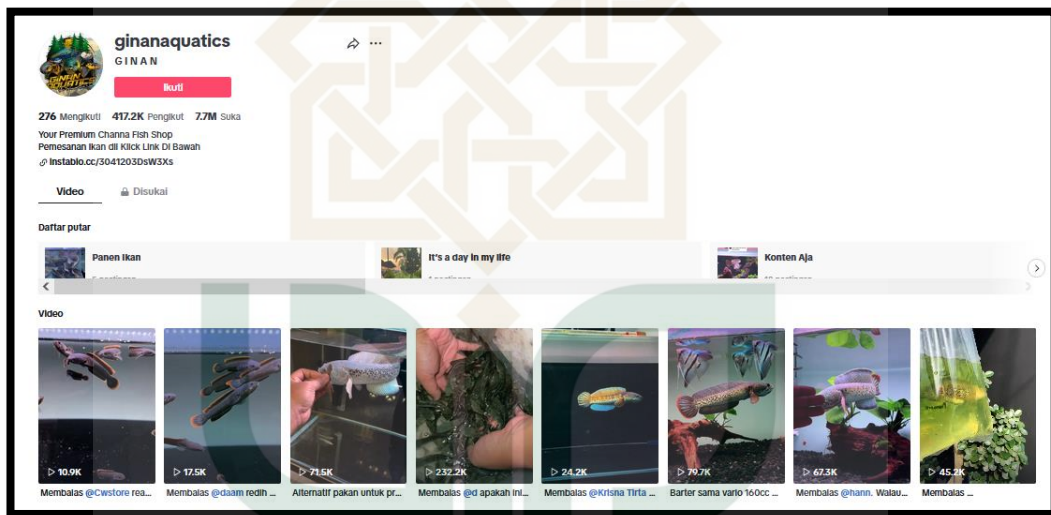 ginanaquatics
GINAN
Ikuti
276 Mengikuti 417.2K Pengikut 7.7M Suka
Your Premium Channa Fish Shop
Pemesanan Ikan dll Klick Link Di Bawah
instabio.cc/3041203DsW3Xs
Video Disukai
Daftar putar
Panen Ikan It's a day in my life Konten Aja
Video
10.9K 17.5K 71.5K 232.2K 24.2K 79.7K 67.3K 45.2K
Membalas @Cwstore rea... Membalas @daam redih ... Alternatif pakan untuk pr... Membalas @d apakah ini... Membalas @Krisna Tirta ... Barter sama vario 160cc ... Membalas @hann. Walau... Membalas ...